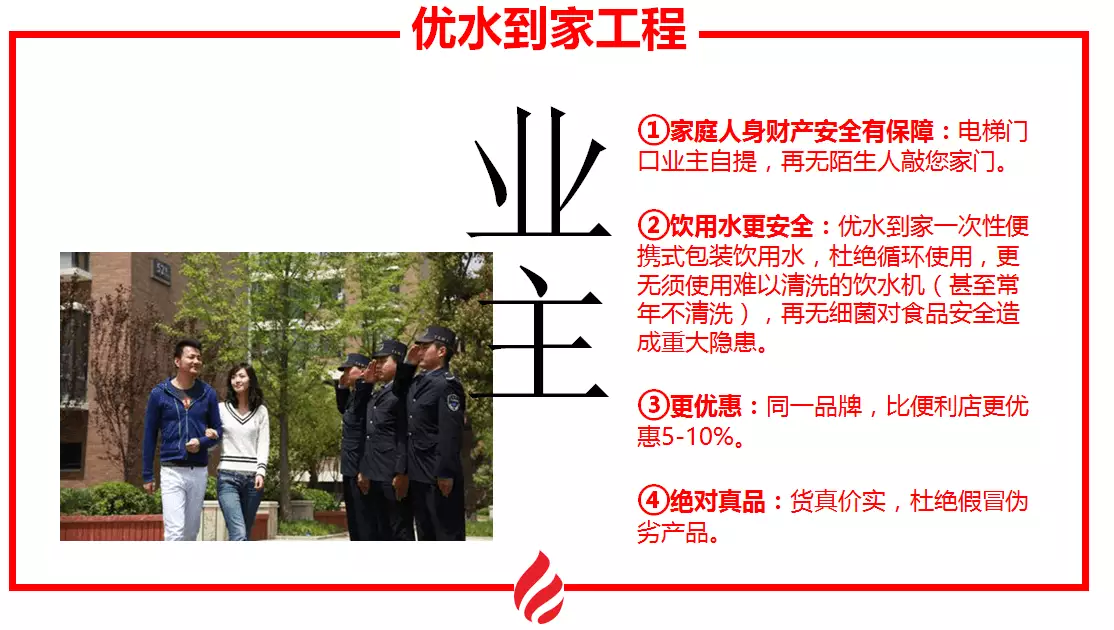 优水到家工程
业
主
①家庭人身财产安全有保障：电梯门
口业主自提，再无陌生人敲您家门。
②饮用水更安全：优水到家一次性便
携式包装饮用水，杜绝循环使用，更
无须使用难以清洗的饮水机（甚至常
年不清洗），再无细菌对食品安全造
成重大隐患。
③更优惠：同一品牌，比便利店更优
惠5-10%。
④绝对真品：货真价实，杜绝假冒伪
劣产品。